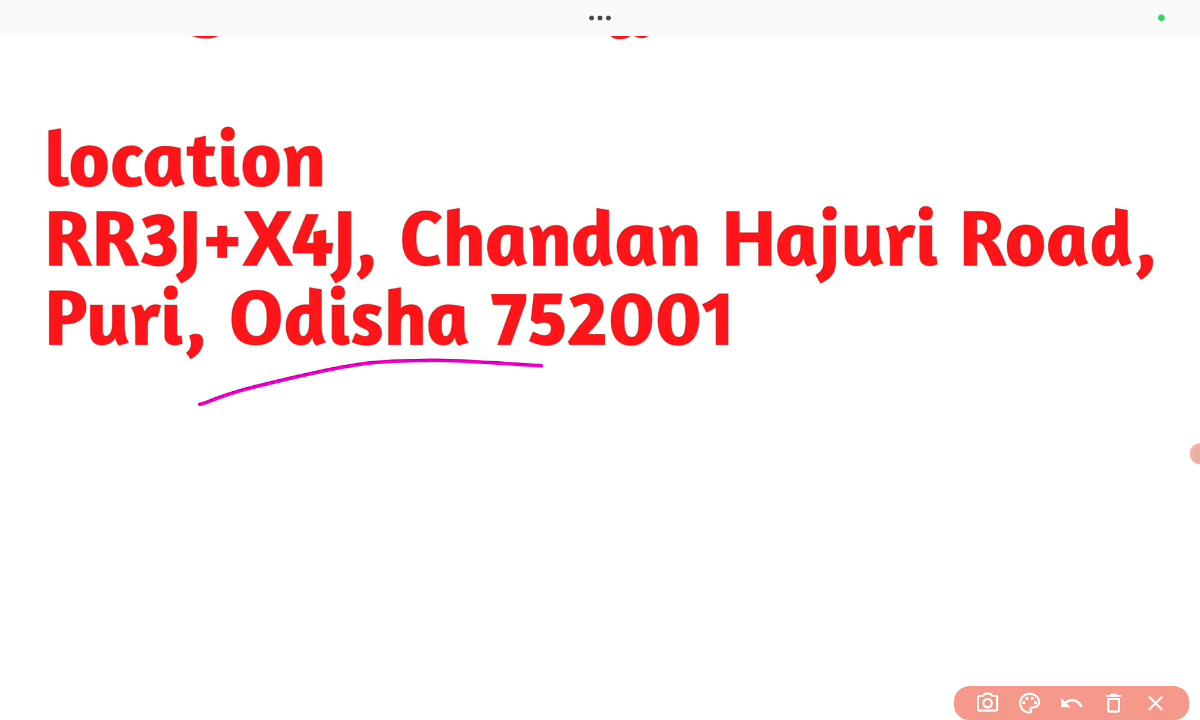 location
RR3J+X4J, Chandan Hajuri Road,
Puri, Odisha 752001